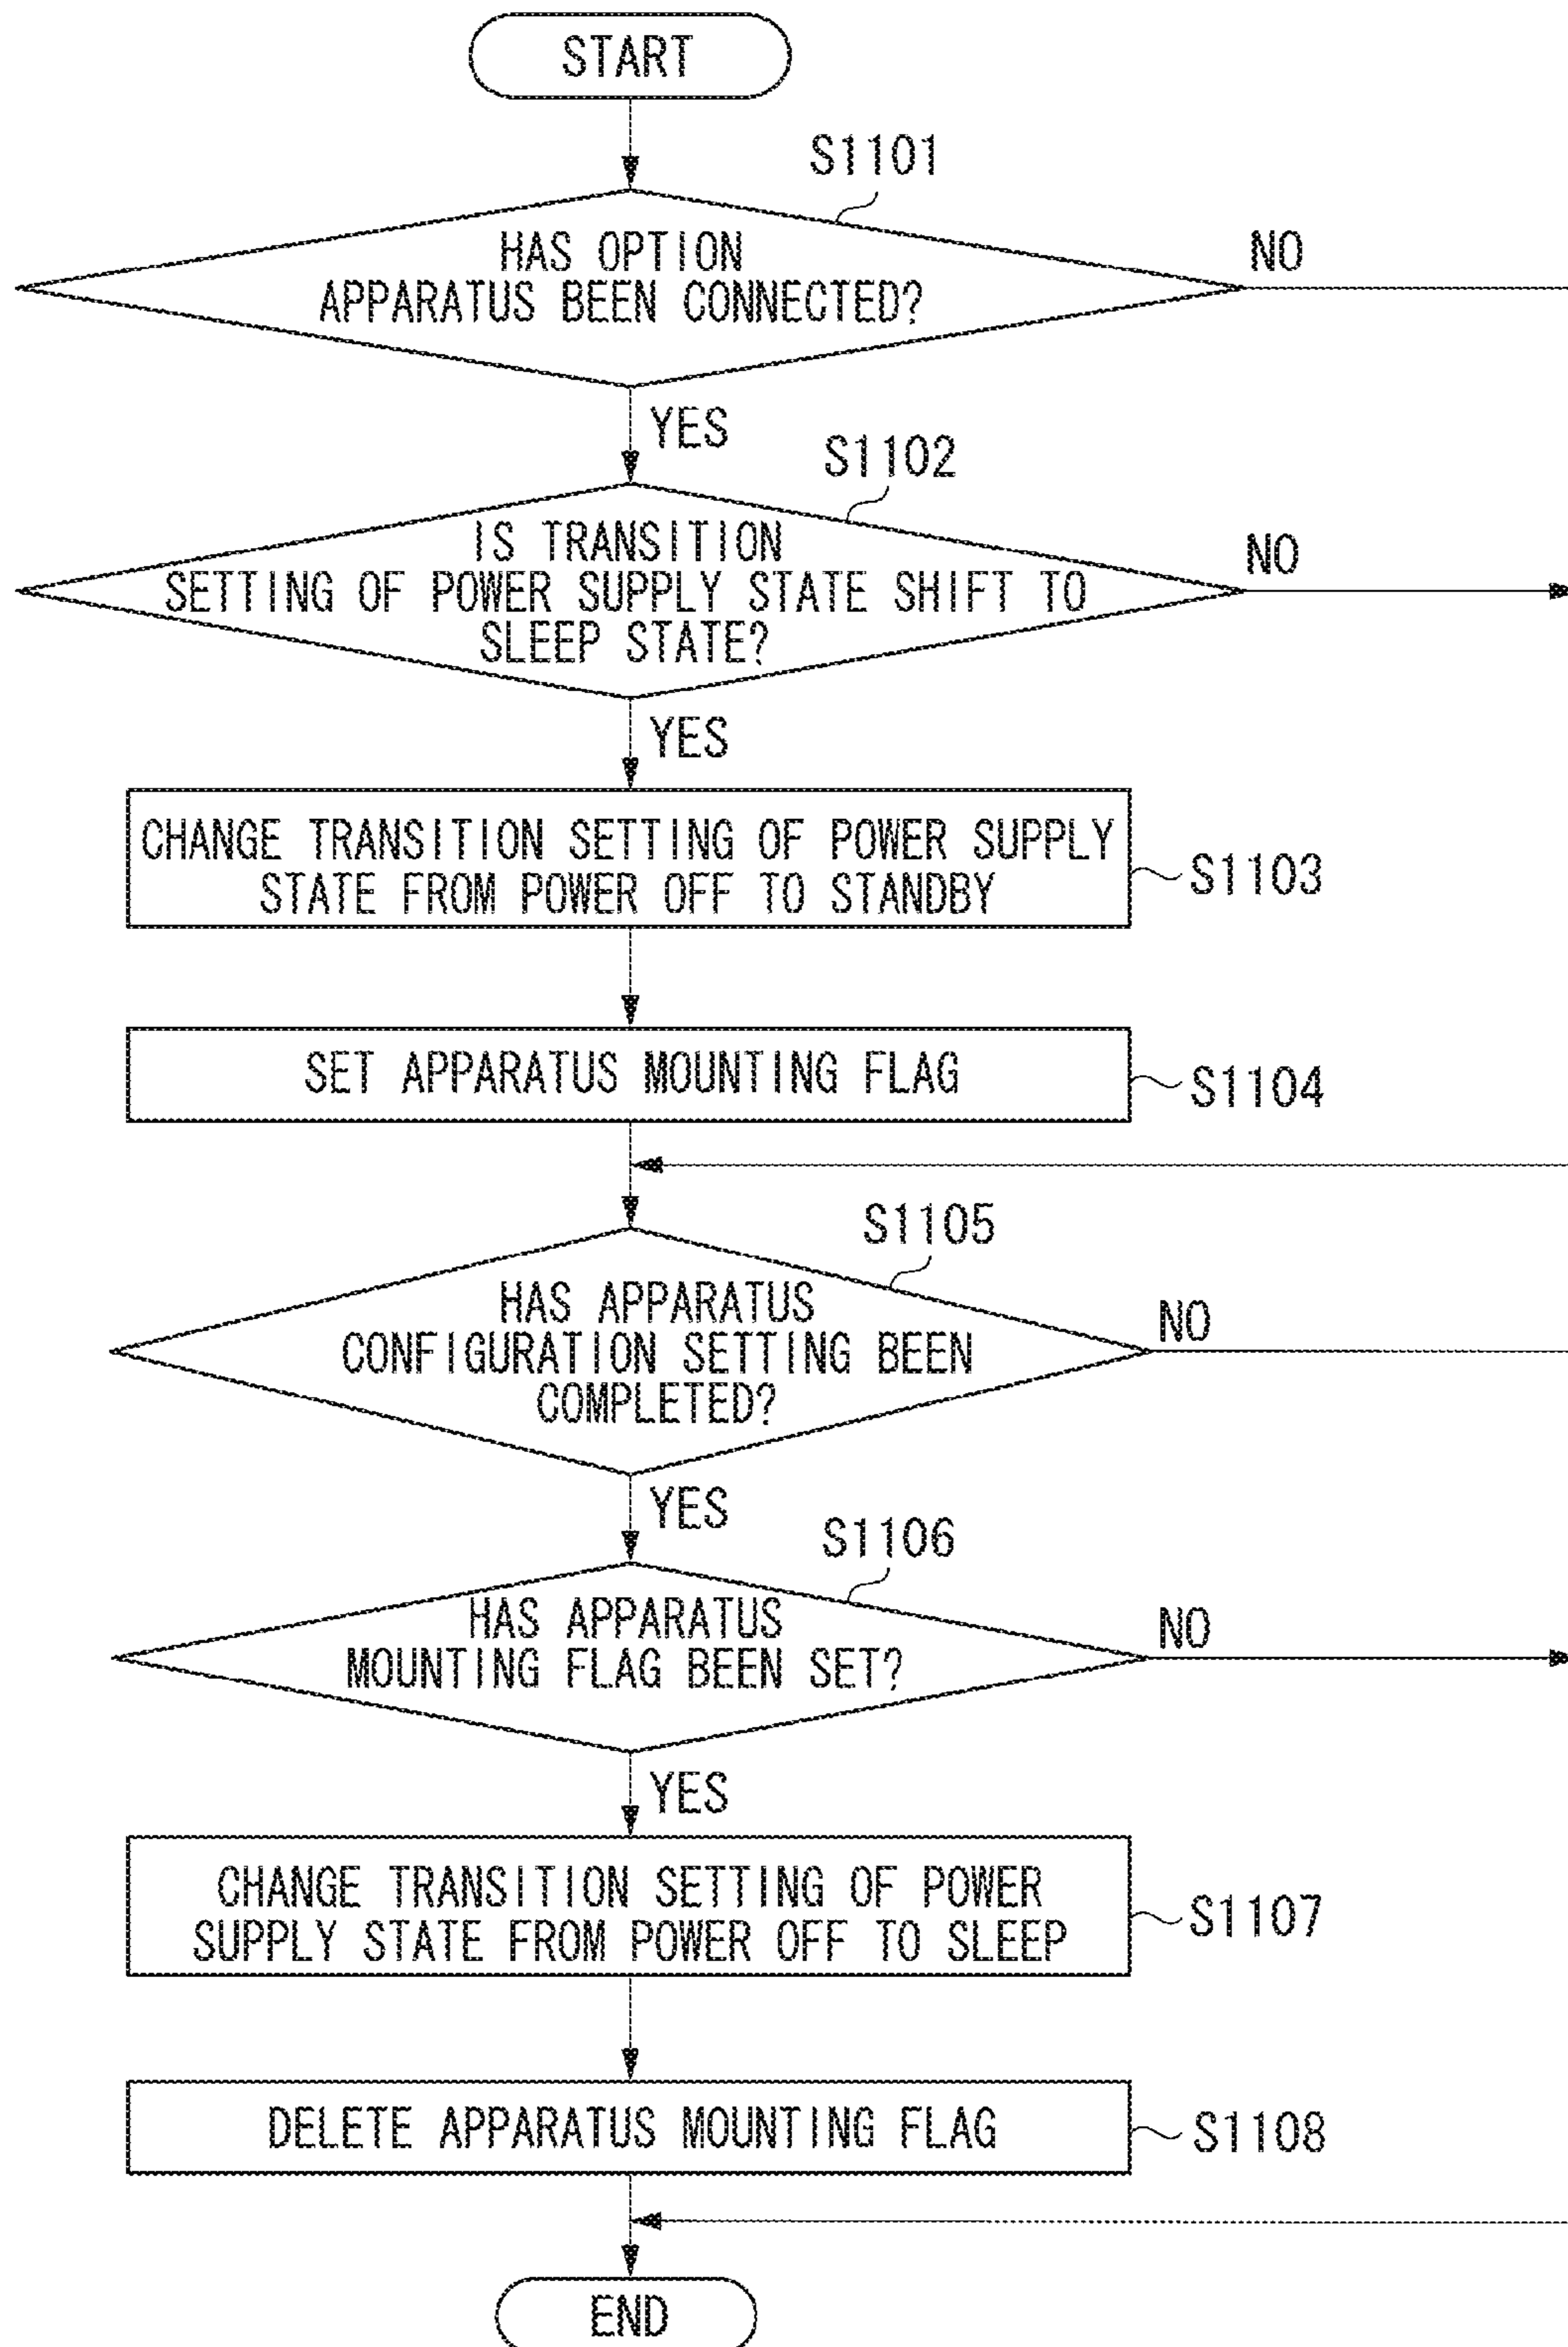 START
S1101
HAS OPTION
APPARATUS BEEN CONNECTED?
NO
YES
S1102
IS TRANSITION
SETTING OF POWER SUPPLY STATE SHIFT TO
SLEEP STATE?
NO
YES
CHANGE TRANSITION SETTING OF POWER SUPPLY
STATE FROM POWER OFF TO STANDBY
S1103
SET APPARATUS MOUNTING FLAG
S1104
S1105
HAS APPARATUS
CONFIGURATION SETTING BEEN
COMPLETED?
NO
YES
S1106
HAS APPARATUS
MOUNTING FLAG BEEN SET?
NO
YES
CHANGE TRANSITION SETTING OF POWER
SUPPLY STATE FROM POWER OFF TO SLEEP
S1107
DELETE APPARATUS MOUNTING FLAG
S1108
END